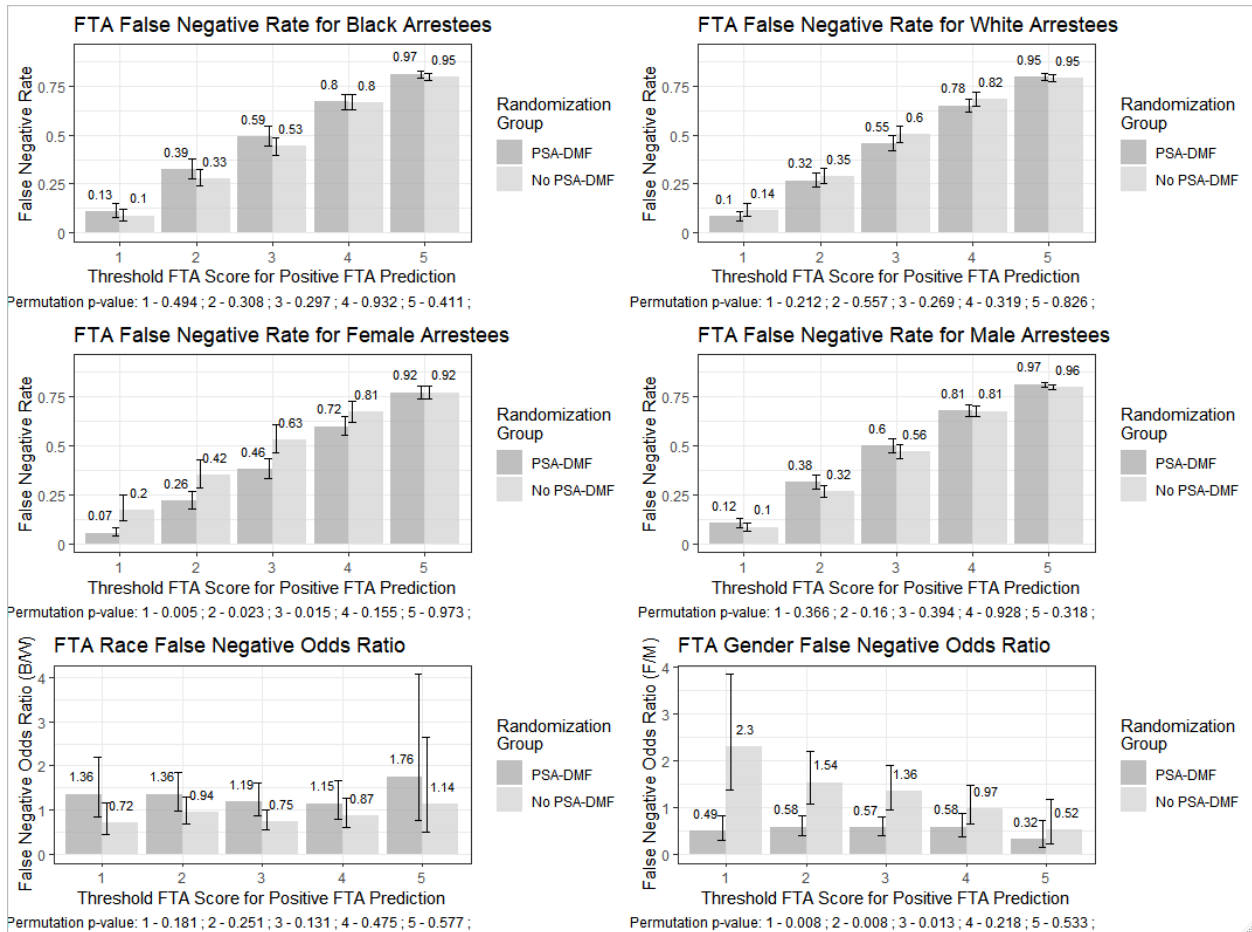 FTA False Negative Rate for Black Arrestees
False Negative Rate
0.75
0.5
0.25
0
0.13
0.1
0.39
0.33
0.59
0.53
0.8
0.8
0.97
0.95
1 2 3 4 5
Threshold FTA Score for Positive FTA Prediction
Permutation p-value: 1 - 0.494 ; 2 - 0.308 ; 3 - 0.297 ; 4 - 0.932 ; 5 - 0.411 ;
Randomization
Group
PSA-DMF
No PSA-DMF
FTA False Negative Rate for White Arrestees
False Negative Rate
0.75
0.5
0.25
0
0.1
0.14
0.32
0.35
0.55
0.6
0.78
0.82
0.95
0.95
1 2 3 4 5
Threshold FTA Score for Positive FTA Prediction
Permutation p-value: 1 - 0.212 ; 2 - 0.557 ; 3 - 0.269 ; 4 - 0.319 ; 5 - 0.826 ;
Randomization
Group
PSA-DMF
No PSA-DMF
FTA False Negative Rate for Female Arrestees
False Negative Rate
0.75
0.5
0.25
0
0.07
0.2
0.26
0.42
0.46
0.63
0.72
0.81
0.92
0.92
1 2 3 4 5
Threshold FTA Score for Positive FTA Prediction
Permutation p-value: 1 - 0.005 ; 2 - 0.023 ; 3 - 0.015 ; 4 - 0.155 ; 5 - 0.973 ;
Randomization
Group
PSA-DMF
No PSA-DMF
FTA False Negative Rate for Male Arrestees
False Negative Rate
0.75
0.5
0.25
0
0.12
0.1
0.38
0.32
0.6
0.56
0.81
0.81
0.97
0.96
1 2 3 4 5
Threshold FTA Score for Positive FTA Prediction
Permutation p-value: 1 - 0.366 ; 2 - 0.16 ; 3 - 0.394 ; 4 - 0.928 ; 5 - 0.318 ;
Randomization
Group
PSA-DMF
No PSA-DMF
FTA Race False Negative Odds Ratio
False Negative Odds Ratio (B/W)
4
3
2
1
0
1.36
0.72
1.36
0.94
1.19
0.75
1.15
0.87
1.76
1.14
1 2 3 4 5
Threshold FTA Score for Positive FTA Prediction
Permutation p-value: 1 - 0.181 ; 2 - 0.251 ; 3 - 0.131 ; 4 - 0.475 ; 5 - 0.577 ;
Randomization
Group
PSA-DMF
No PSA-DMF
FTA Gender False Negative Odds Ratio
False Negative Odds Ratio (F/M )
4
3
2
1
0
0.49
2.3
0.58
1.54
0.57
1.36
0.58
0.97
0.32
0.52
1 2 3 4 5
Threshold FTA Score for Positive FTA Prediction
Permutation p-value: 1 - 0.008 ; 2 - 0.008 ; 3 - 0.013 ; 4 - 0.218 ; 5 - 0.533 ;
Randomization
Group
PSA-DMF
No PSA-DMF